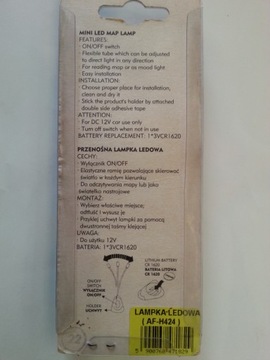 MINI LED MAP LAMP
FEATURES:
- ON/OFF switch
- Flexible tube which can be adjusted
to direct light in any direction
- For reading map or as mood light
- Easy installation
INSTALLATION:
- Choose proper place for installation,
clean and dry it
- Stick the product's holder by attached
double side adhesive tape
ATTENTION:
- For DC 12V car use only
- Turn off switch when not in use
BATTERY REPLACEMENT: 1*3VCR1620
PRZENOŚNA LAMPKA LEDOWA
CECHY:
- Wyłącznik ON/OFF
- Elastyczne ramię pozwalające skierować
światło w każdym kierunku
- Do odczytywania mapy lub jako
światełko nastrojowe
MONTAŻ:
- Wybierz właściwe miejsce;
odtłuść i wysusz je
- Przyklej uchwyt lampki za pomocą
dwustronnej taśmy klejącej
UWAGA:
- Do użytku 12V
BATERIA: 1*3VCR1620
LITHIUM BATTERY
CR 1620
BATERIA LITOWA
CR 1620
ON/OFF
SWITCH
WYŁĄCZNIK
ON/OFF
HOLDER
UCHWYT
LAMPKA LEDOWA
( AF-H424 )